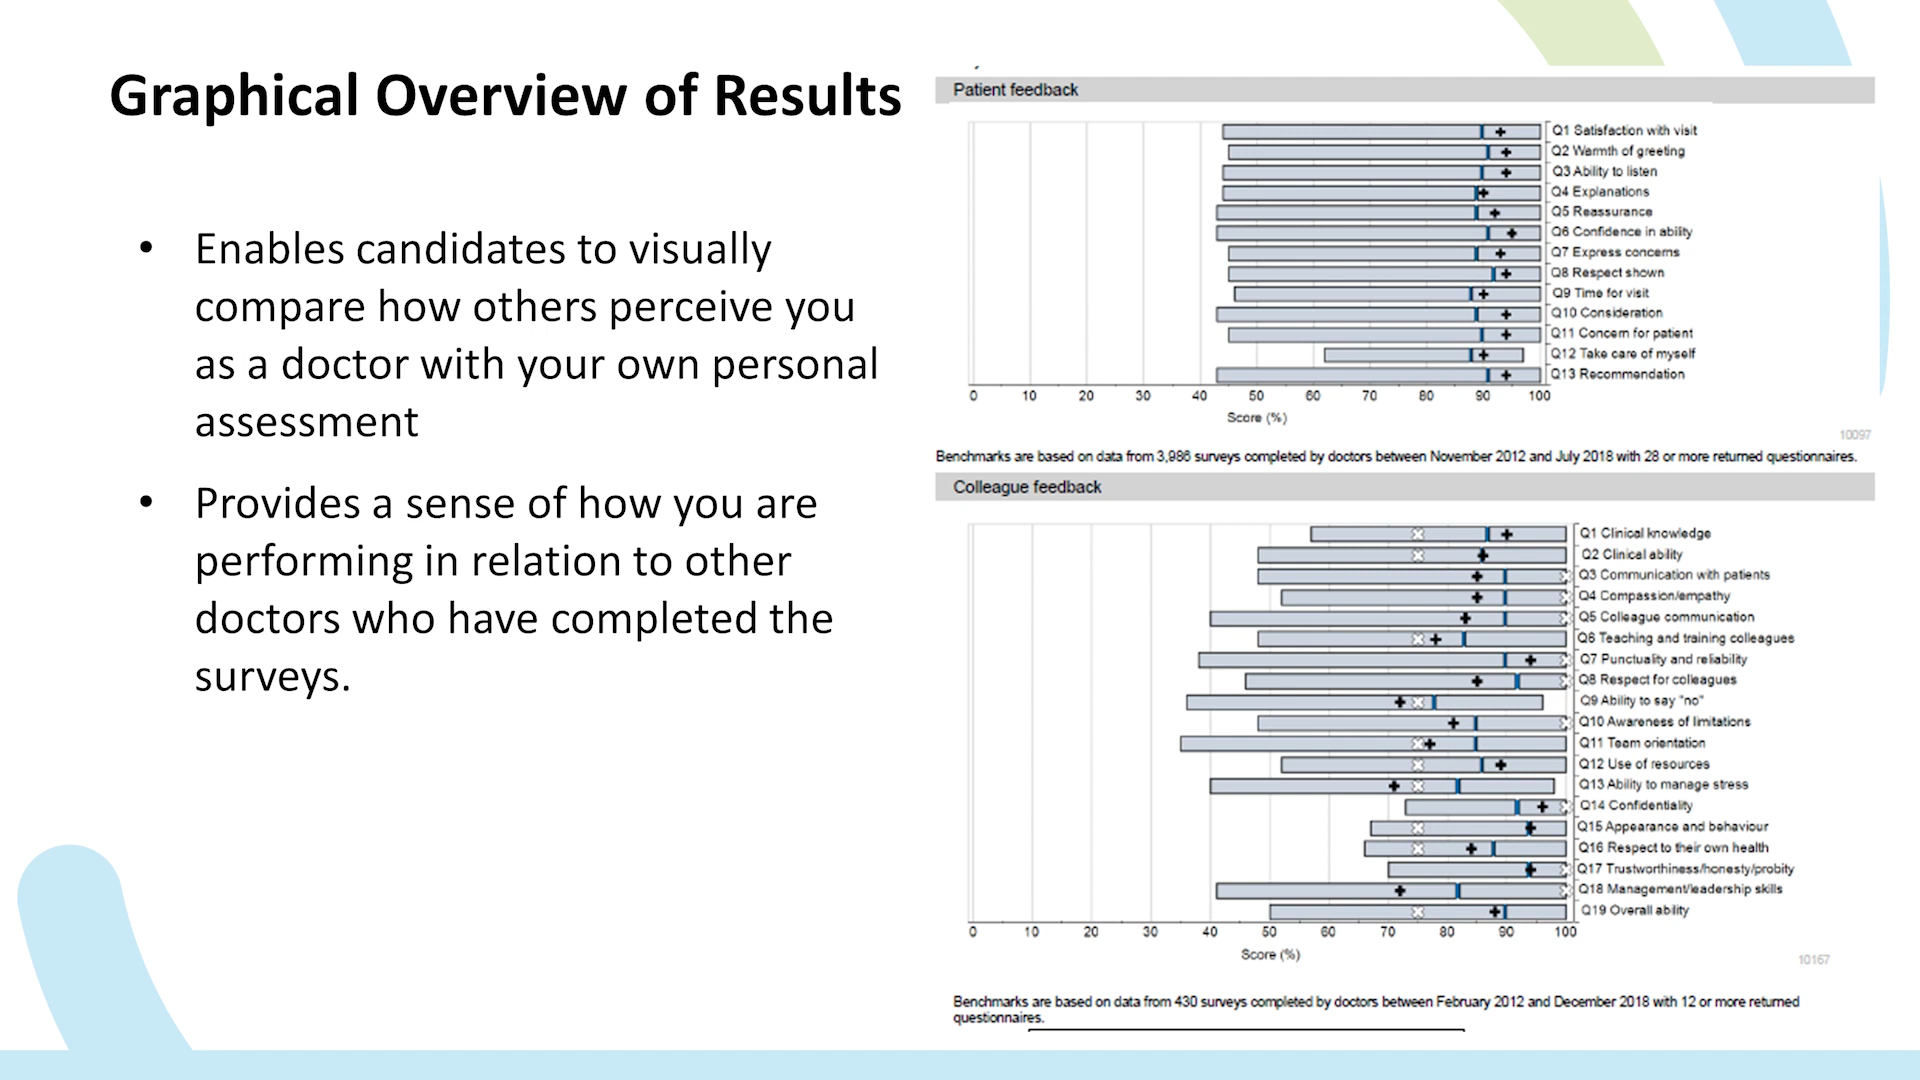 Graphical Overview of Results
• Enables candidates to visually
compare how others perceive you
as a doctor with your own personal
assessment
• Provides a sense of how you are
performing in relation to other
doctors who have completed the
surveys.
Patient feedback
Q1 Satisfaction with visit
Q2 Warmth of greeting
Q3 Ability to listen
Q4 Explanations
Q5 Reassurance
Q6 Confidence in ability
Q7 Express concerns
Q8 Respect shown
Q9 Time for visit
Q10 Consideration
Q11 Concern for patient
Q12 Take care of myself
Q13 Recommendation
0 10 20 30 40 50 60 70 80 90 100
Score (%)
10097
Benchmarks are based on data from 3,986 surveys completed by doctors between November 2012 and July 2018 with 28 or more returned questionnaires.
Colleague feedback
Q1 Clinical knowledge
Q2 Clinical ability
Q3 Communication with patients
Q4 Compassion/empathy
Q5 Colleague communication
Q6 Teaching and training colleagues
Q7 Punctuality and reliability
Q8 Respect for colleagues
Q9 Ability to say "no"
Q10 Awareness of limitations
Q11 Team orientation
Q12 Use of resources
Q13 Ability to manage stress
Q14 Confidentiality
Q15 Appearance and behaviour
Q16 Respect to their own health
Q17 Trustworthiness/honesty/probity
Q18 Management/leadership skills
Q19 Overall ability
0 10 20 30 40 50 60 70 80 90 100
Score (%)
10167
Benchmarks are based on data from 430 surveys completed by doctors between February 2012 and December 2018 with 12 or more returned
questionnaires.